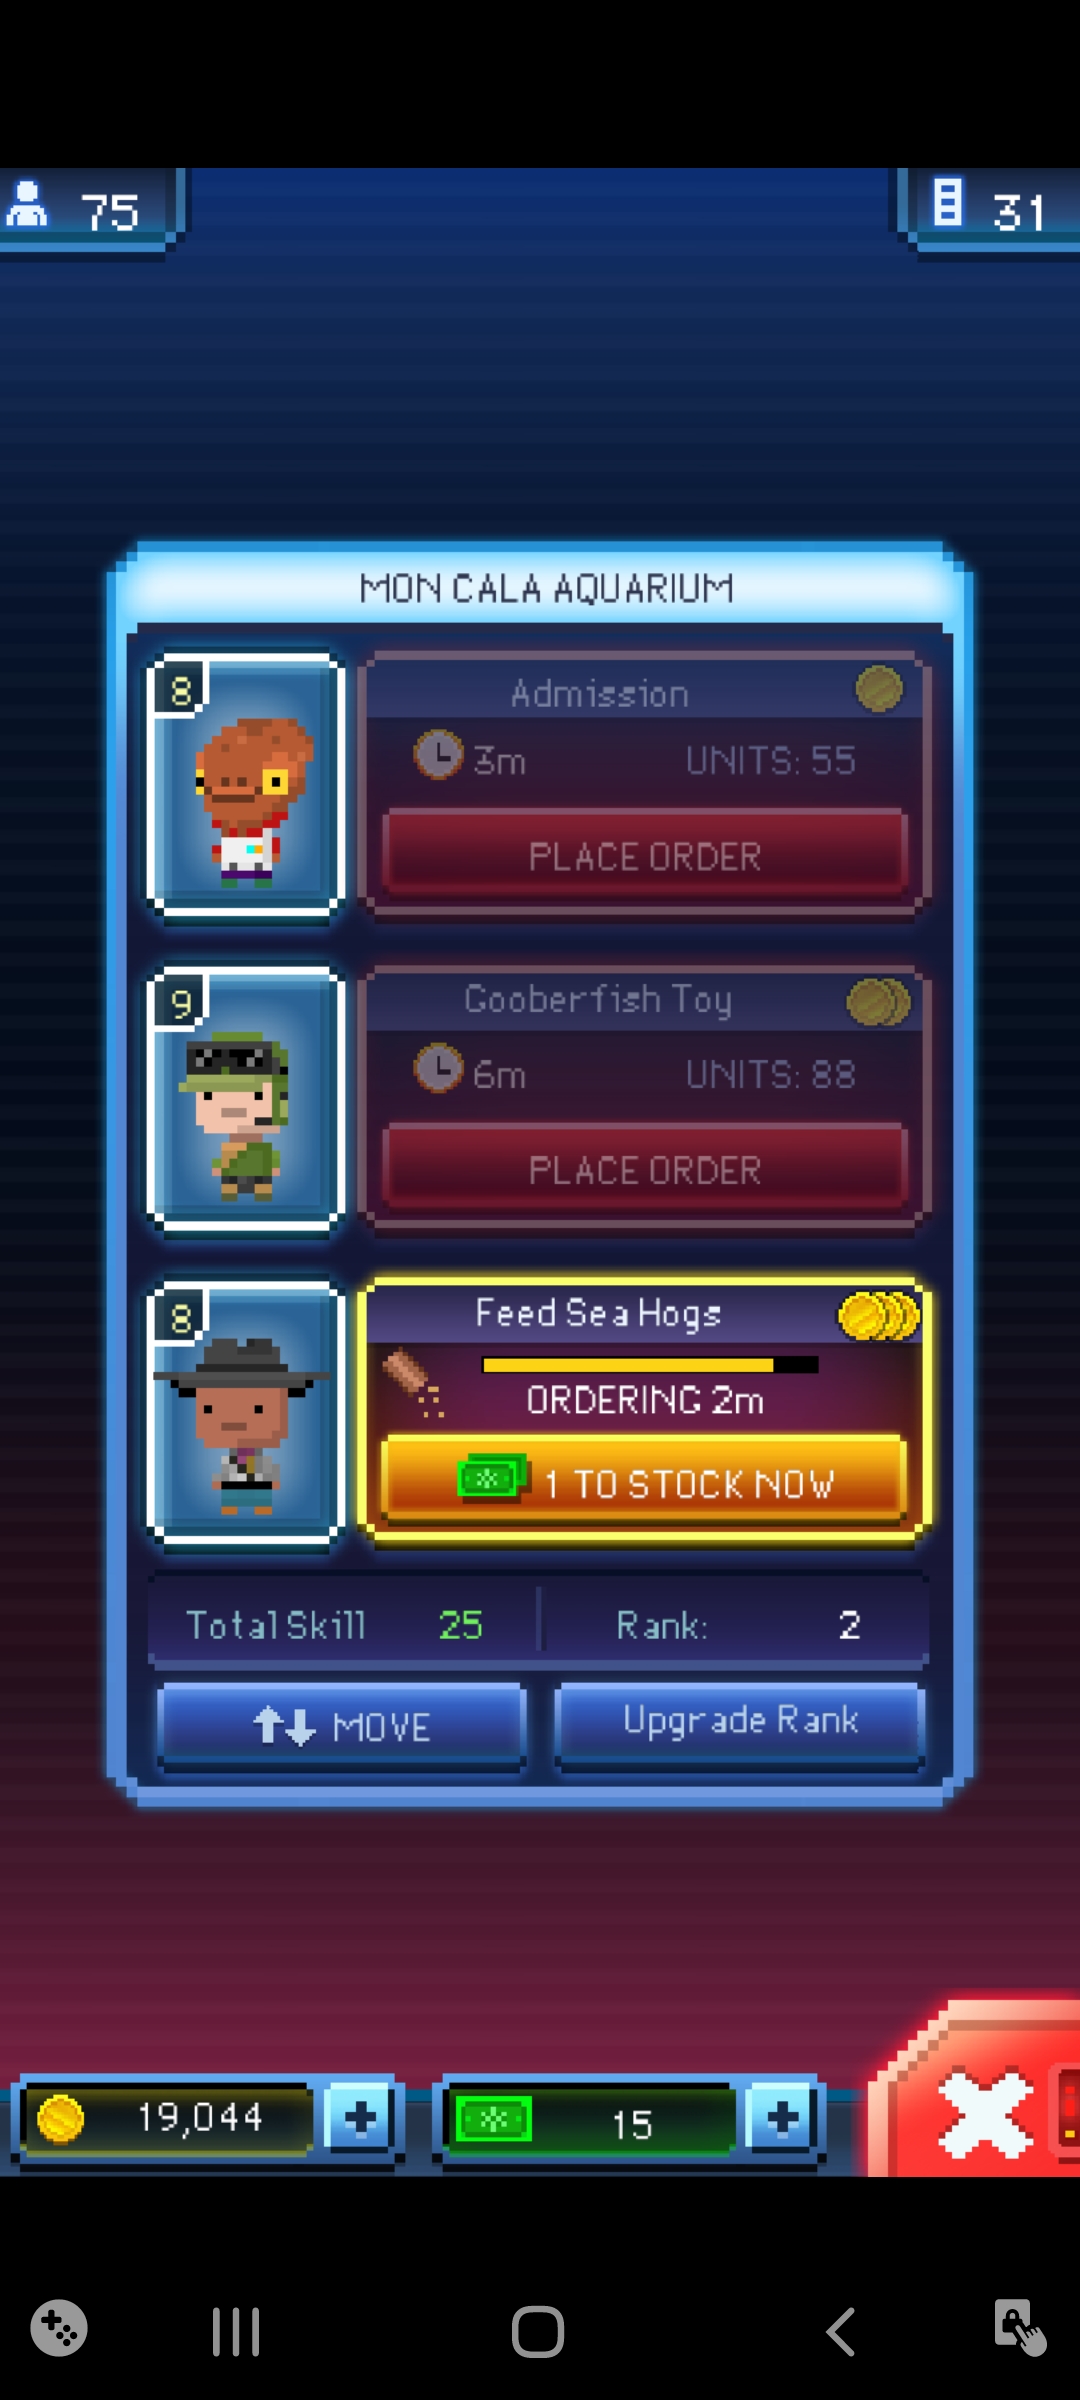 75
31
MON CALA AQUARIUM
8
Admission
3m
UNITS: 55
PLACE ORDER
9
Gooberfish Toy
6m
UNITS: 88
PLACE ORDER
8
Feed Sea Hogs
ORDERING 2m
1 TO STOCK NOW
Total Skill 25
Rank: 2
MOVE
Upgrade Rank
19,044
15